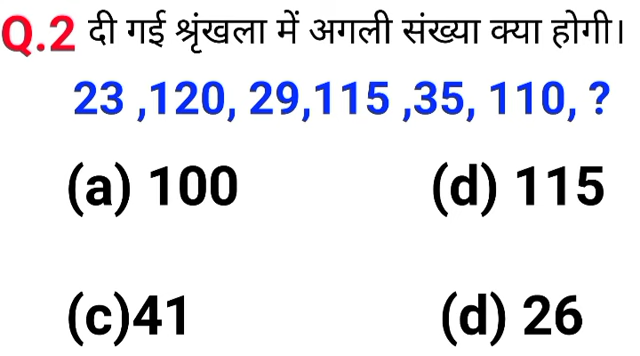 Q.2 दी गई श्रृंखला में अगली संख्या क्या होगी।
23 ,120, 29,115 ,35, 110, ?
(a) 100 (d) 115
(c)41 (d) 26